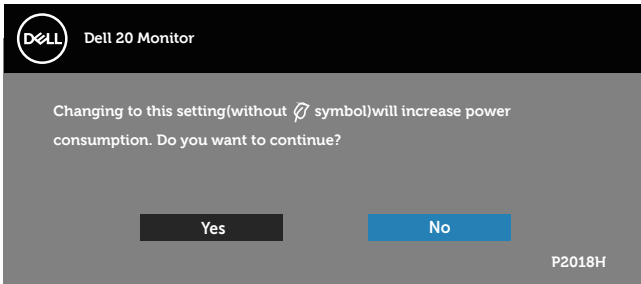 DELL
Dell 20 Monitor
Changing to this setting(without symbol)will increase power
consumption. Do you want to continue?
Yes
No
P2018H